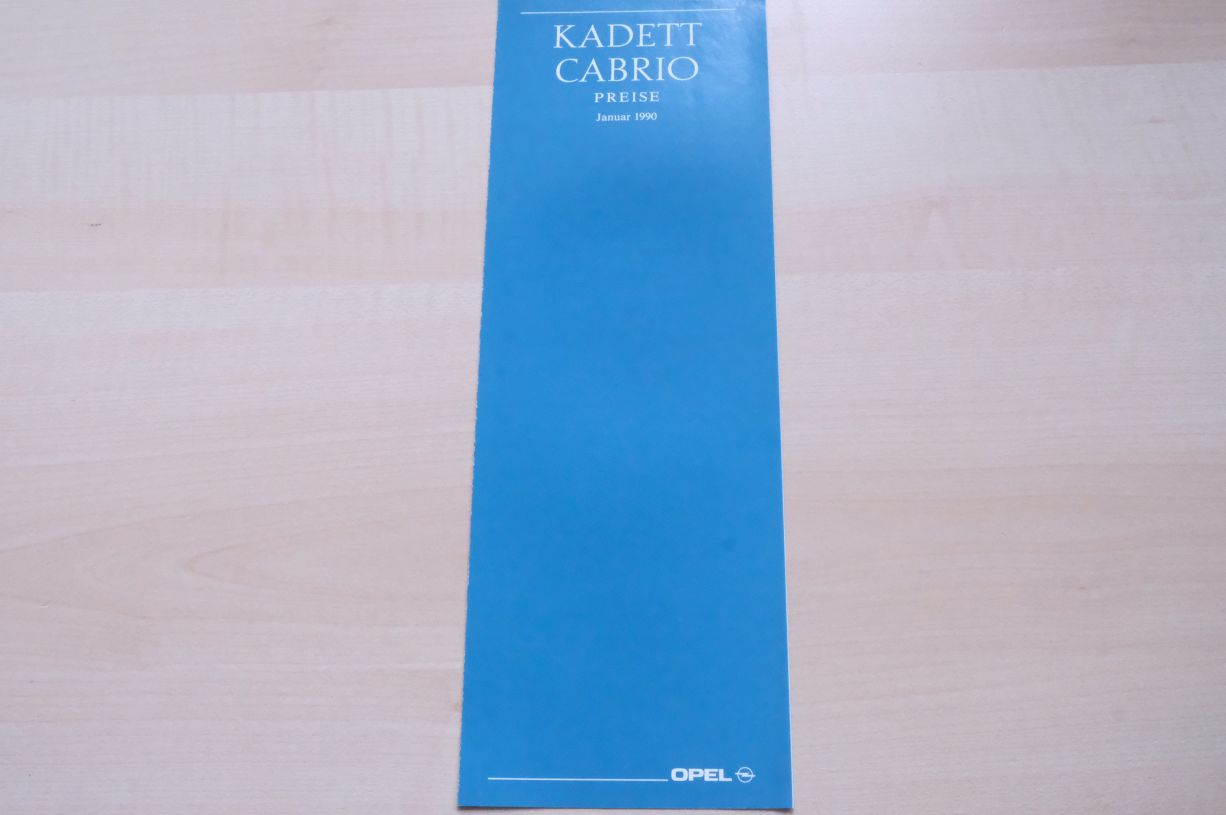 KADETT
CABRIO
PREISE
Januar 1990
OPEL